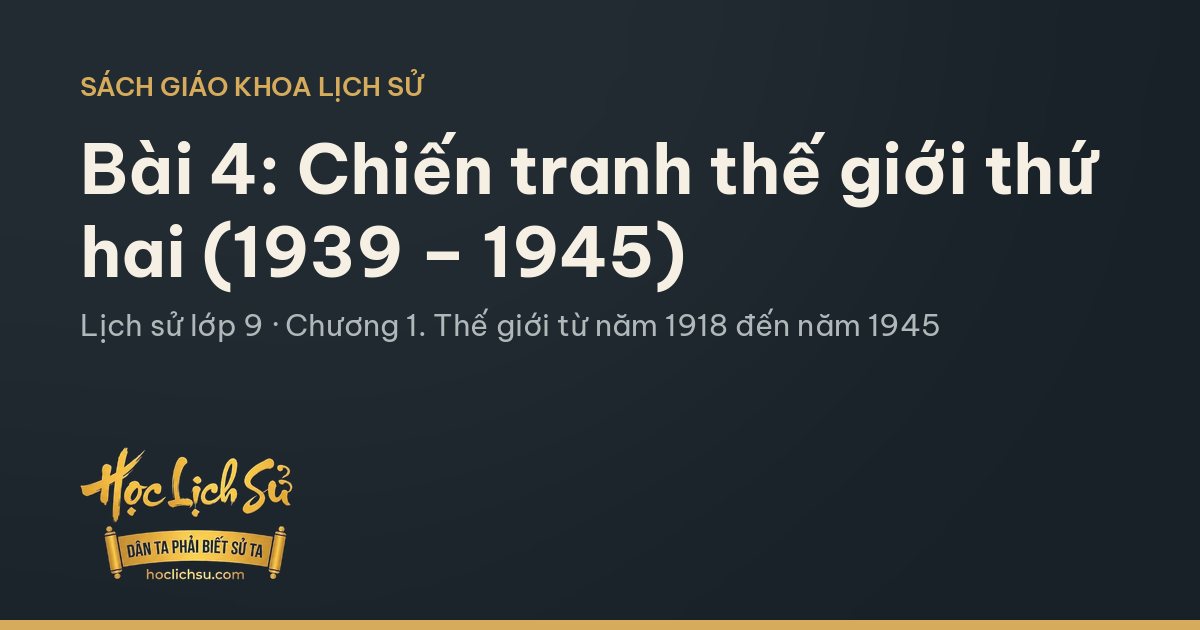 SÁCH GIÁO KHOA LỊCH SỬ
Bài 4: Chiến tranh thế giới thứ
hai (1939 – 1945)
Lịch sử lớp 9 · Chương 1. Thế giới từ năm 1918 đến năm 1945
Học Lịch Sử
DÂN TA PHẢI BIẾT SỬ TA
hoclichsu.com